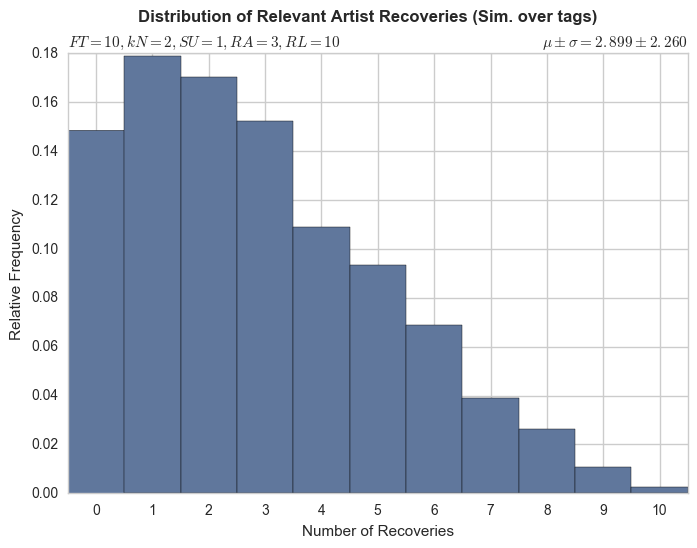 Distribution of Relevant Artist Recoveries (Sim. over tags)
FT = 10, kN = 2, SU = 1, RA = 3, RL = 10 μ ± σ = 2.899 ± 2.260
0.18
0.16
0.14
0.12
0.10
0.08
0.06
0.04
0.02
0.00
Relative Frequency
0 1 2 3 4 5 6 7 8 9 10
Number of Recoveries